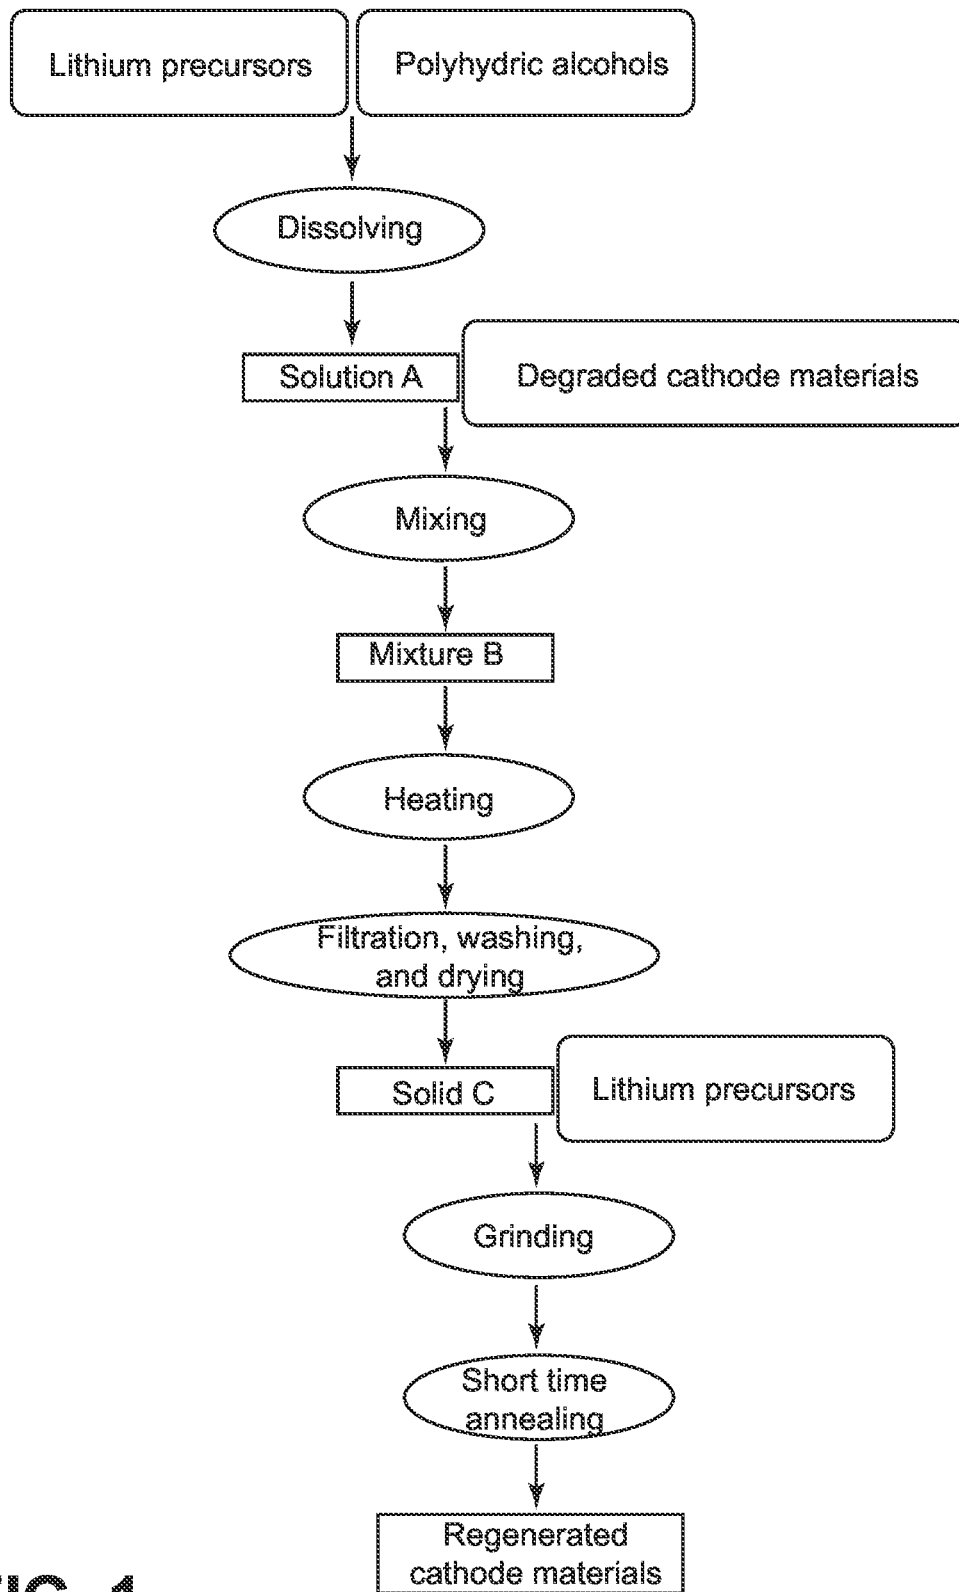 Lithium precursors
Polyhydric alcohols
Dissolving
Solution A
Degraded cathode materials
Mixing
Mixture B
Heating
Filtration, washing,
and drying
Solid C
Lithium precursors
Grinding
Short time
annealing
Regenerated
cathode materials